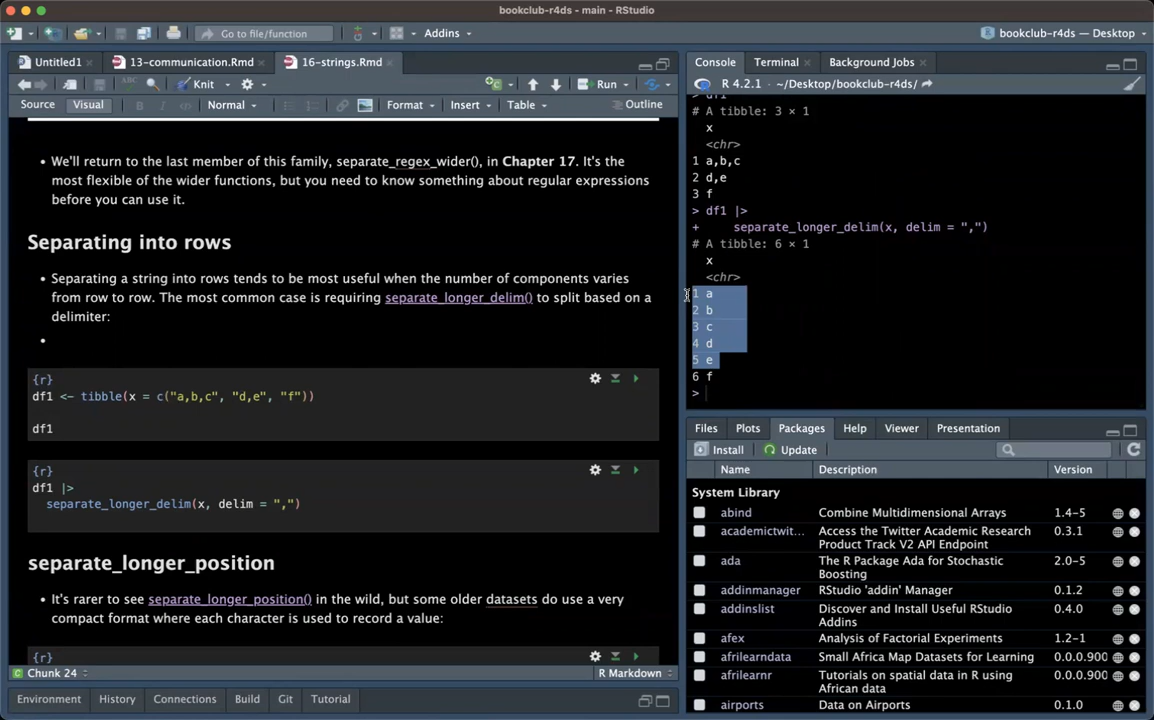 bookclub-r4ds - main - RStudio
Go to file/function
Addins
bookclub-r4ds — Desktop
Untitled1
13-communication.Rmd
16-strings.Rmd
Knit
Run
Source
Visual
B
I
Normal
Format
Insert
Table
Outline
We'll return to the last member of this family, separate_regex_wider(), in Chapter 17. It's the
most flexible of the wider functions, but you need to know something about regular expressions
before you can use it.
Separating into rows
Separating a string into rows tends to be most useful when the number of components varies
from row to row. The most common case is requiring separate_longer_delim() to split based on a
delimiter:
{r}
df1 <- tibble(x = c("a,b,c", "d,e", "f"))
df1
{r}
df1 |>
separate_longer_delim(x, delim = ",")
separate_longer_position
It's rarer to see separate_longer_position() in the wild, but some older datasets do use a very
compact format where each character is used to record a value:
{r}
Chunk 24
R Markdown
Environment
History
Connections
Build
Git
Tutorial
Console
Terminal
Background Jobs
R 4.2.1 · ~/Desktop/bookclub-r4ds/
> df1
# A tibble: 3 × 1
x
<chr>
1 a,b,c
2 d,e
3 f
> df1 |>
+ separate_longer_delim(x, delim = ",")
# A tibble: 6 × 1
x
<chr>
1 a
2 b
3 c
4 d
5 e
6 f
>
Files
Plots
Packages
Help
Viewer
Presentation
Install
Update
Name
Description
Version
System Library
abind
Combine Multidimensional Arrays
1.4-5
academictwit...
Access the Twitter Academic Research
Product Track V2 API Endpoint
0.3.1
ada
The R Package Ada for Stochastic
Boosting
2.0-5
addinmanager
RStudio 'addin' Manager
0.1.2
addinslist
Discover and Install Useful RStudio
Addins
0.4.0
afex
Analysis of Factorial Experiments
1.2-1
afrilearndata
Small Africa Map Datasets for Learning
0.0.0.900
afrilearnr
Tutorials on spatial data in R using
African data
0.0.0.900
airports
Data on Airports
0.1.0